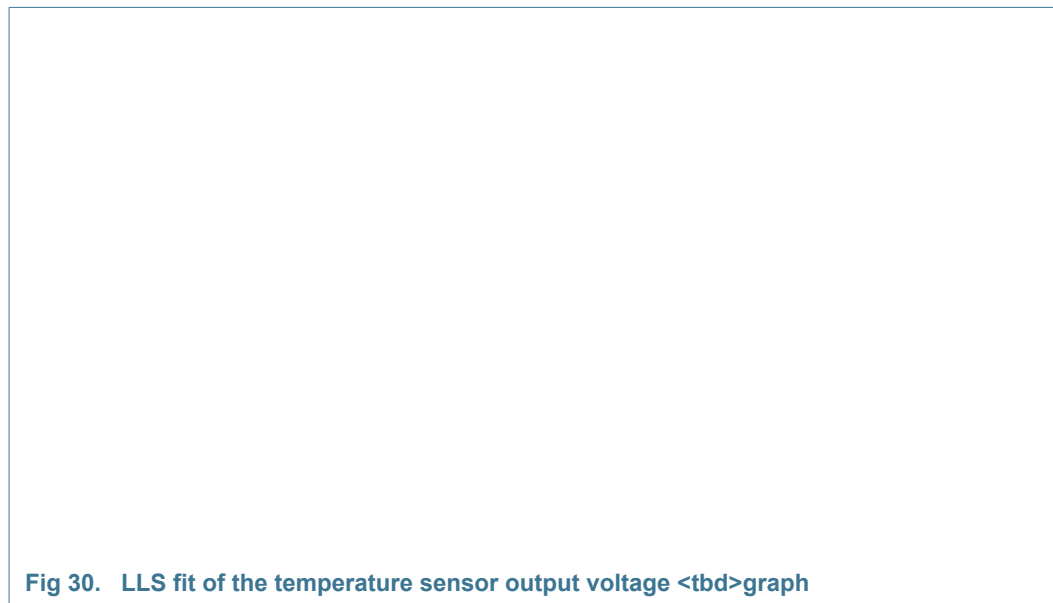 Fig 30. LLS fit of the temperature sensor output voltage <tbd>graph